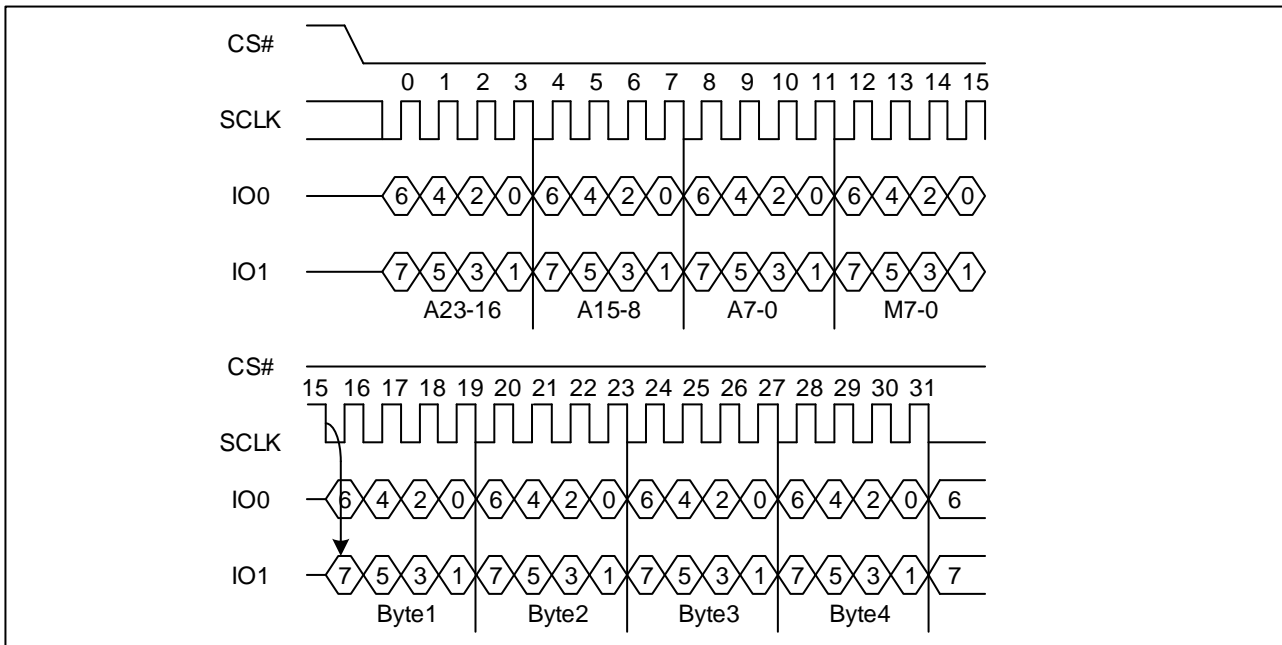 CS#
0 1 2 3 4 5 6 7 8 9 10 11 12 13 14 15
SCLK
IO0 6 4 2 0 6 4 2 0 6 4 2 0 6 4 2 0
IO1 7 5 3 1 7 5 3 1 7 5 3 1 7 5 3 1
A23-16 A15-8 A7-0 M7-0
CS#
15 16 17 18 19 20 21 22 23 24 25 26 27 28 29 30 31
SCLK
IO0 6 4 2 0 6 4 2 0 6 4 2 0 6 4 2 0 6
IO1 7 5 3 1 7 5 3 1 7 5 3 1 7 5 3 1 7
Byte1 Byte2 Byte3 Byte4